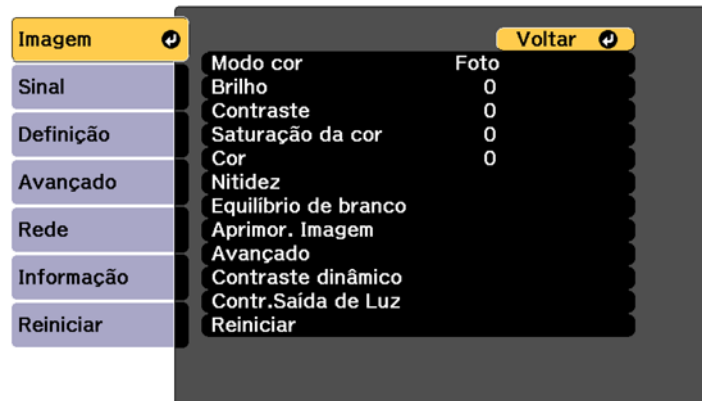 Imagem
Sinal
Definição
Avançado
Rede
Informação
Reiniciar
Voltar
Modo cor Foto
Brilho 0
Contraste 0
Saturação da cor 0
Cor 0
Nitidez
Equilíbrio de branco
Aprimor. Imagem
Avançado
Contraste dinâmico
Contr.Saída de Luz
Reiniciar